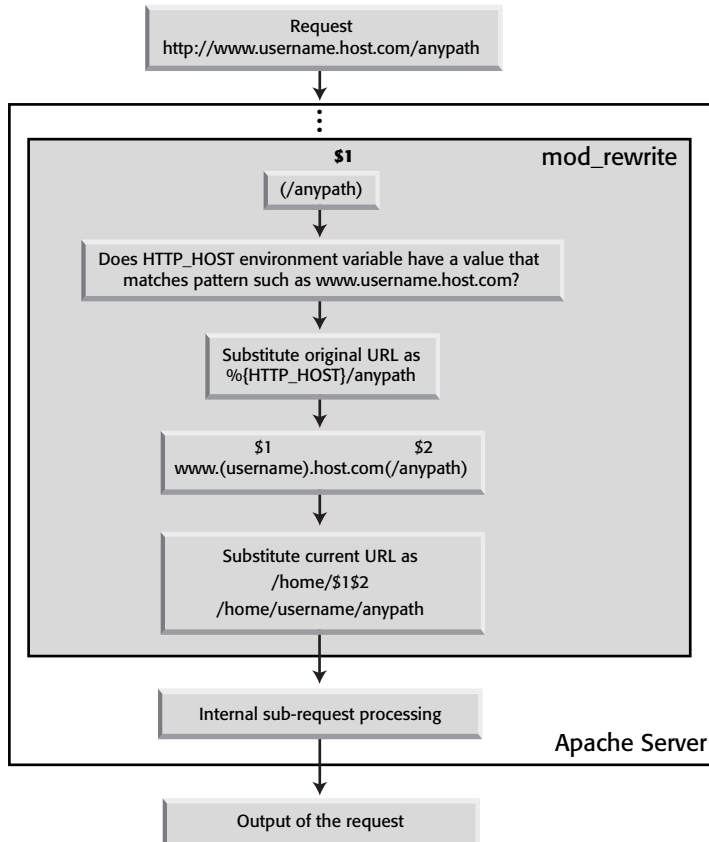 Request
http://www.username.host.com/anypath
$1
mod_rewrite
(/anypath)
Does HTTP_HOST environment variable have a value that
matches pattern such as www.username.host.com?
Substitute original URL as
%{HTTP_HOST}/anypath
$1 $2
www.(username).host.com(/anypath)
Substitute current URL as
/home/$1$2
/home/username/anypath
Internal sub-request processing
Apache Server
Output of the request